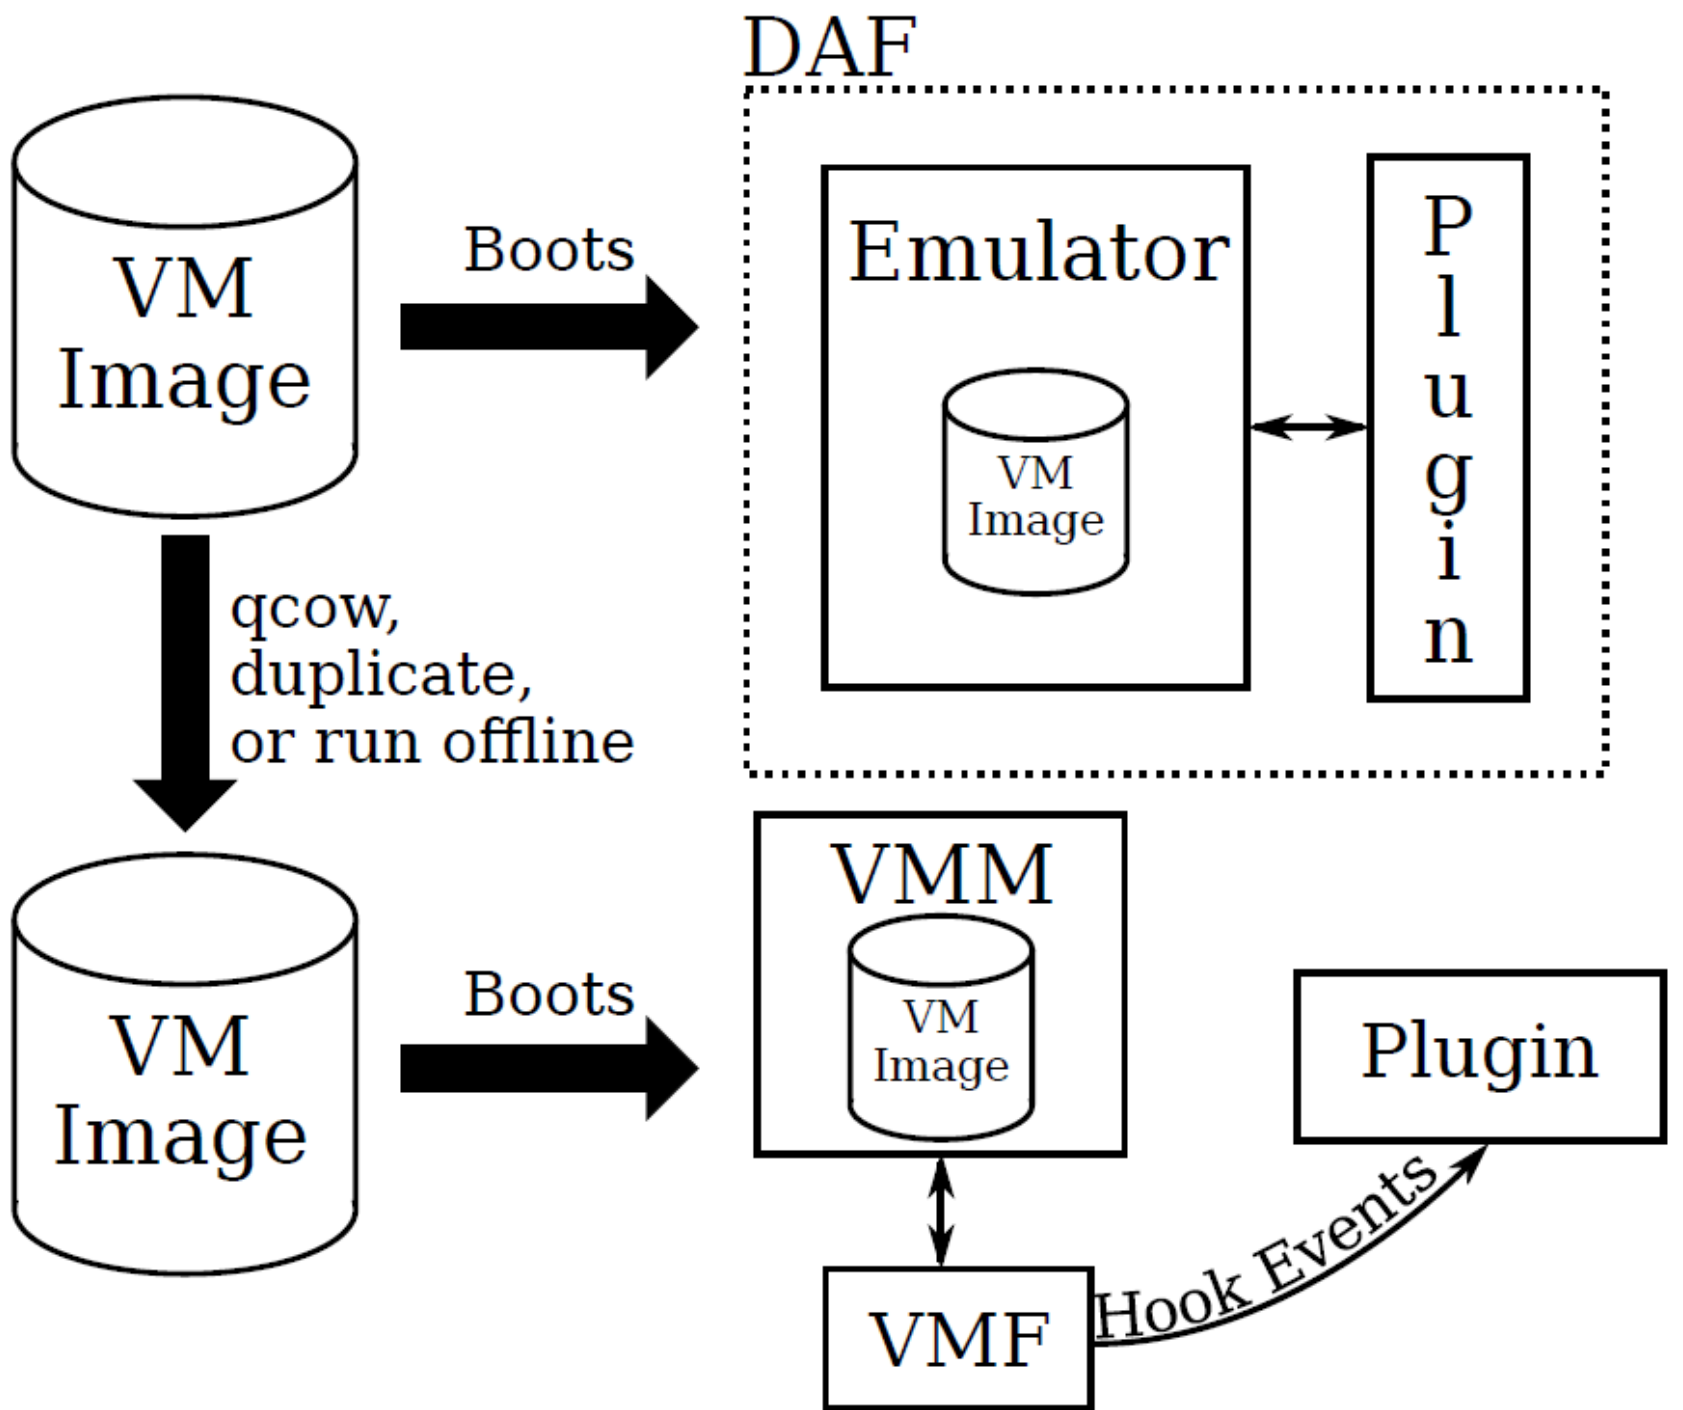 DAF
VM
Image
Boots
Emulator
VM
Image
Plugin
qcow,
duplicate,
or run offline
VM
Image
Boots
VMM
VM
Image
Plugin
VMF
Hook Events